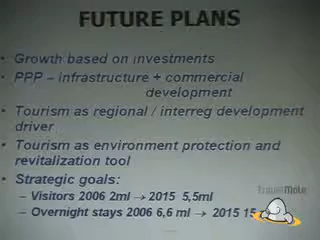 FUTURE PLANS
• Growth based on investments
• PPP – infrastructure + commercial
development
• Tourism as regional / interreg development
driver
• Tourism as environment protection and
revitalization tool
• Strategic goals:
– Visitors 2006 2ml → 2015 5,5ml
– Overnight stays 2006 6,6 ml → 2015 15
TravelMole